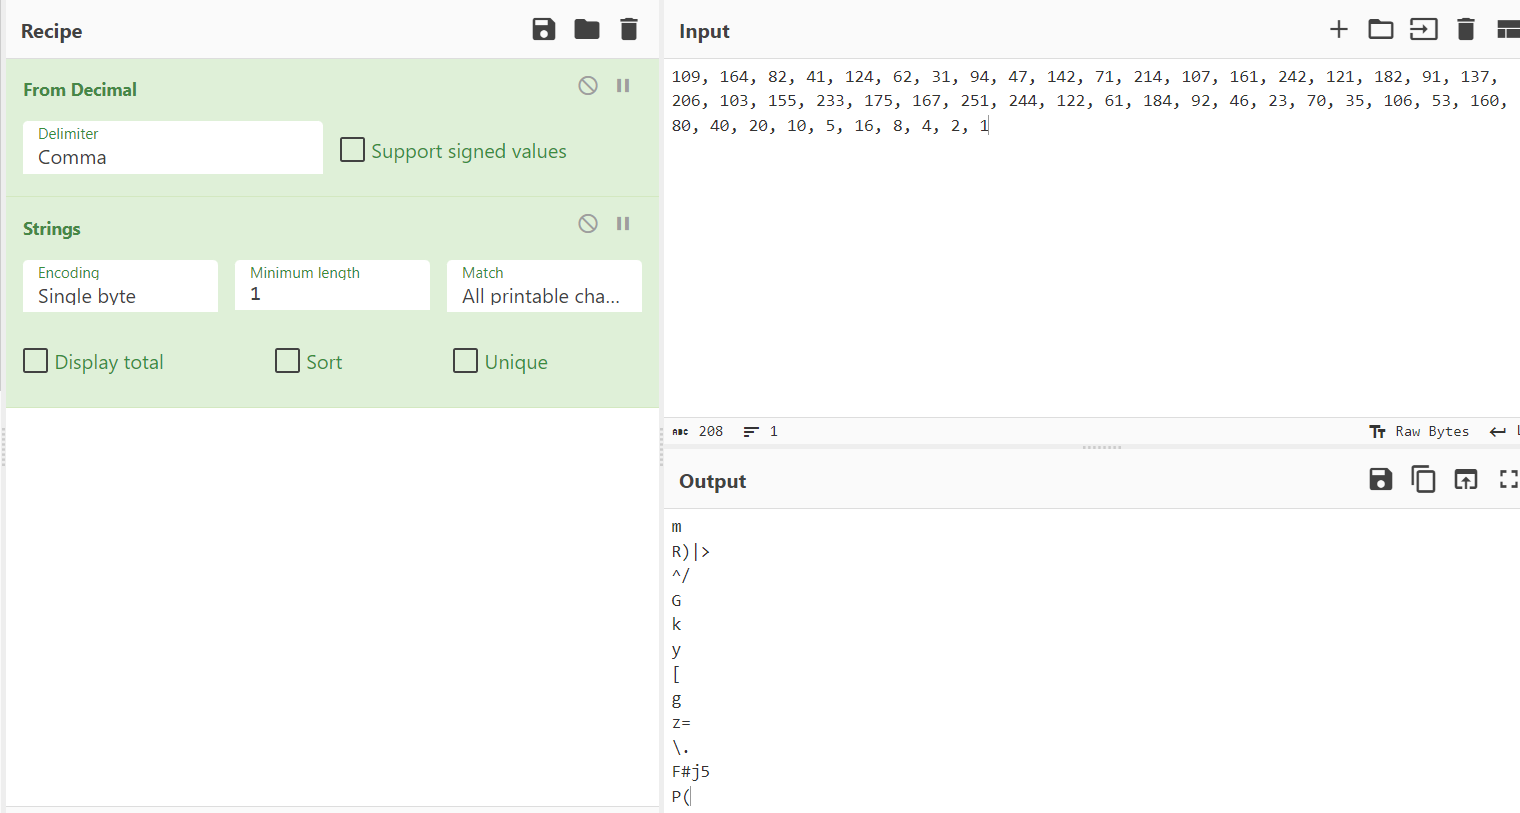 Recipe
From Decimal
Delimiter
Comma
Support signed values
Strings
Encoding
Single byte
Minimum length
1
Match
All printable cha...
Display total
Sort
Unique
Input
109, 164, 82, 41, 124, 62, 31, 94, 47, 142, 71, 214, 107, 161, 242, 121, 182, 91, 137,
206, 103, 155, 233, 175, 167, 251, 244, 122, 61, 184, 92, 46, 23, 70, 35, 106, 53, 160,
80, 40, 20, 10, 5, 16, 8, 4, 2, 1
ABC 208
1
Tт Raw Bytes
Output
m
R)|>
^/
G
k
y
[
g
z=
\.
F#j5
P(